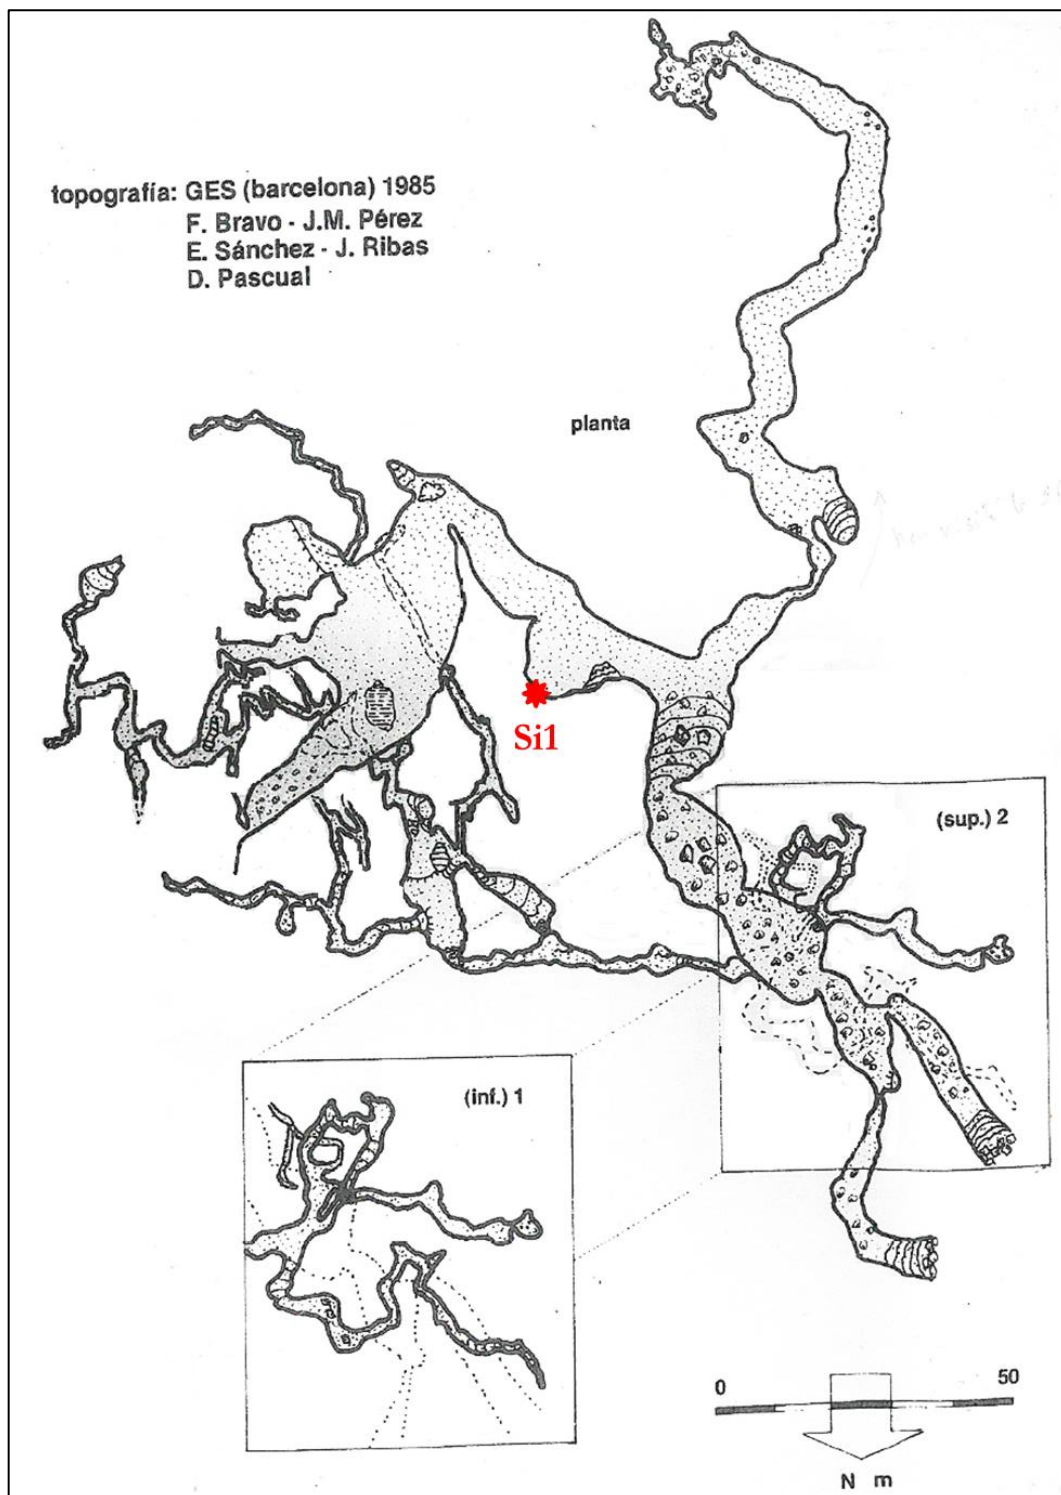 topografía: GES (barcelona) 1985
F. Bravo - J.M. Pérez
E. Sánchez - J. Ribas
D. Pascual
planta
Si1
(sup.) 2
(inf.) 1
0 50
N m